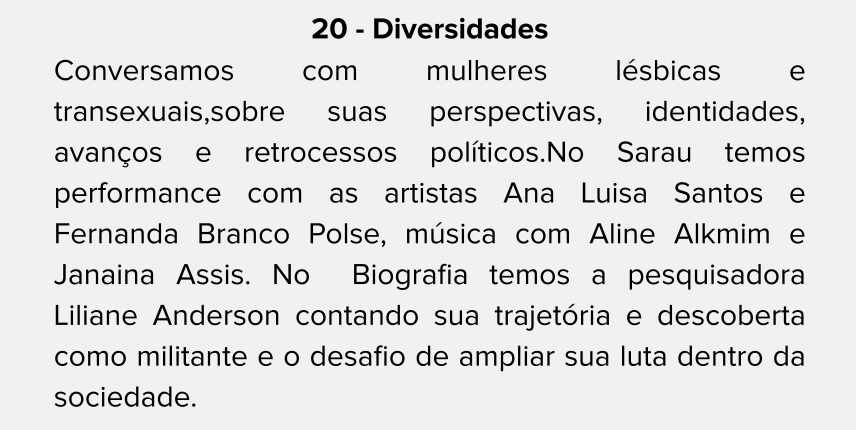 20 - Diversidades
Conversamos com mulheres lésbicas e
transexuais,sobre suas perspectivas, identidades,
avanços e retrocessos políticos.No Sarau temos
performance com as artistas Ana Luisa Santos e
Fernanda Branco Polse, música com Aline Alkmim e
Janaina Assis. No Biografia temos a pesquisadora
Liliane Anderson contando sua trajetória e descoberta
como militante e o desafio de ampliar sua luta dentro da
sociedade.